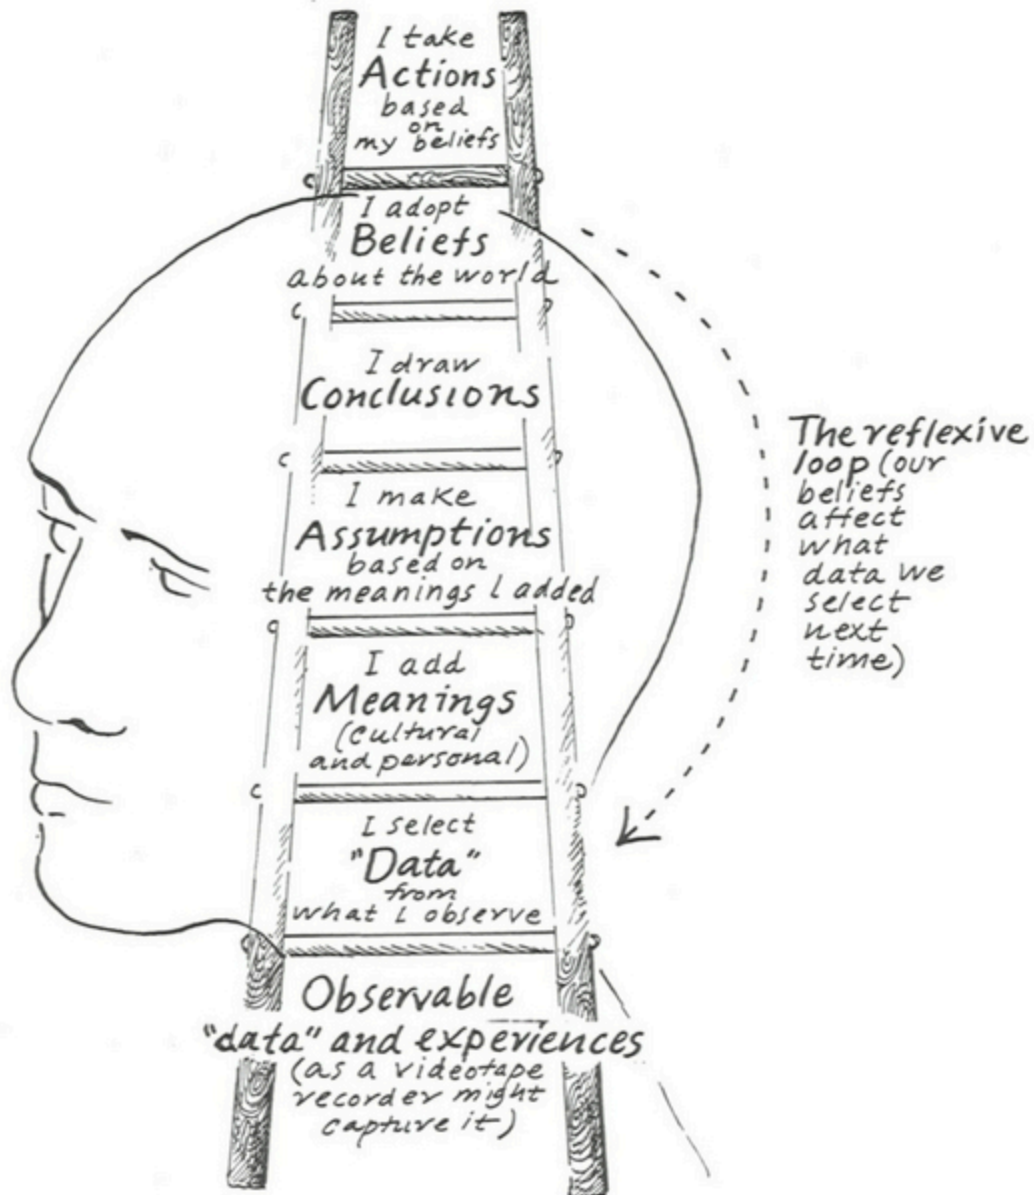 I take
Actions
based
on
my beliefs
I adopt
Beliefs
about the world
I draw
Conclusions
I make
Assumptions
based on
the meanings I added
I add
Meanings
(cultural
and personal)
I select
"Data"
from
what I observe
Observable
"data" and experiences
(as a videotape
recorder might
capture it)
The reflexive
loop (our
beliefs
affect
what
data we
select
next
time)